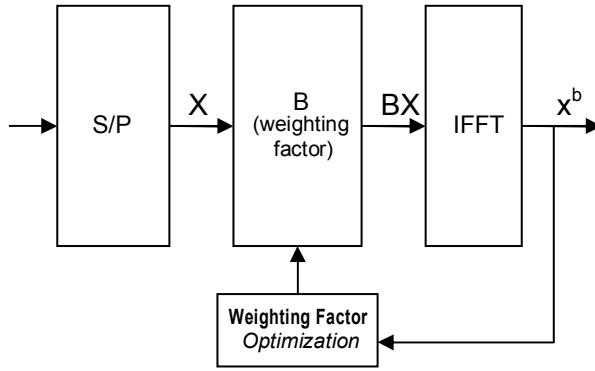 S/P
X
B
(weighting
factor)
BX
IFFT
x^b
Weighting Factor
Optimization